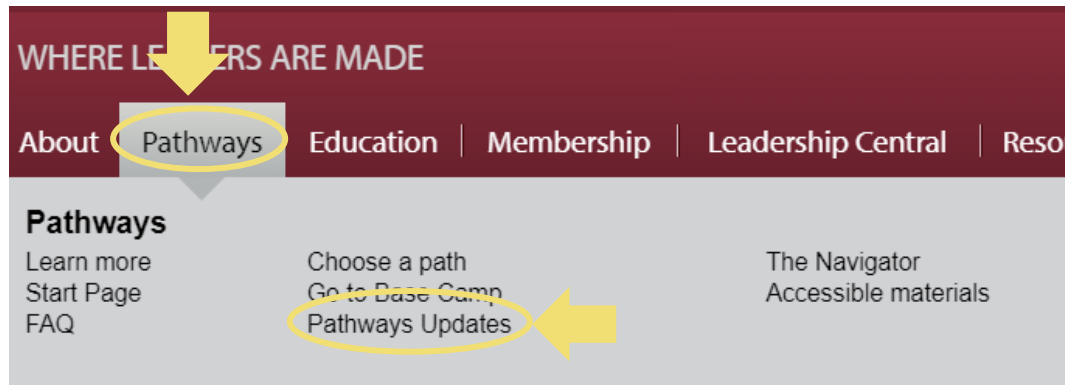 WHERE LEADERS ARE MADE
About Pathways Education Membership Leadership Central
Pathways
Learn more Choose a path The Navigator
Start Page Go to Base Camp Accessible materials
FAQ Pathways Updates